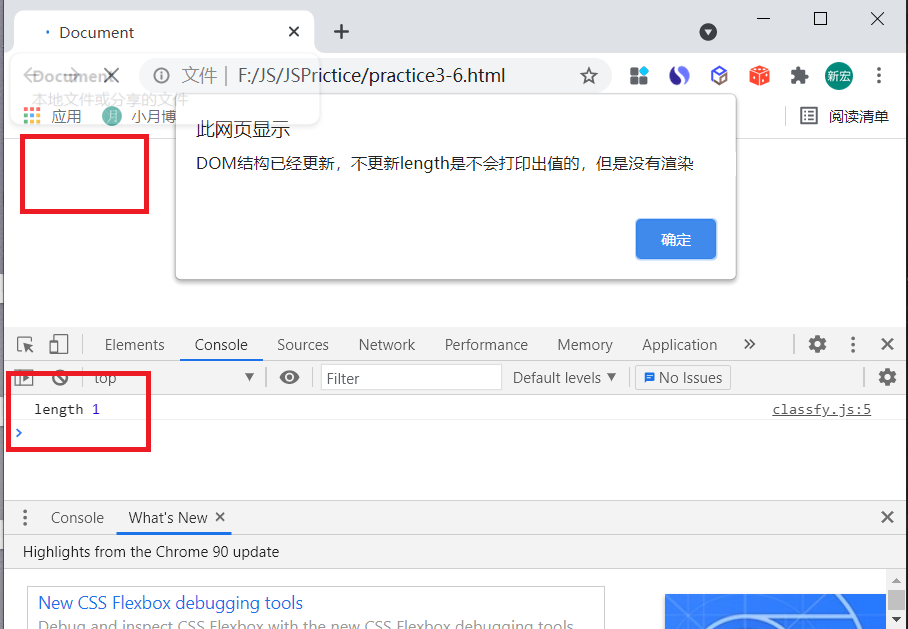 Document
文件 | F:/JS/JSPrictice/practice3-6.html
新宏
Document
本地文件或分享的文件
应用 月 小月博
阅读清单
此网页显示
DOM结构已经更新，不更新length是不会打印出值的，但是没有渲染
确定
Elements Console Sources Network Performance Memory Application
top Filter Default levels ▼ No Issues
length 1 classfy.js:5
>
Console What's New
Highlights from the Chrome 90 update
New CSS Flexbox debugging tools
Debug and inspect CSS Flexbox with the new CSS Flexbox debugging tools